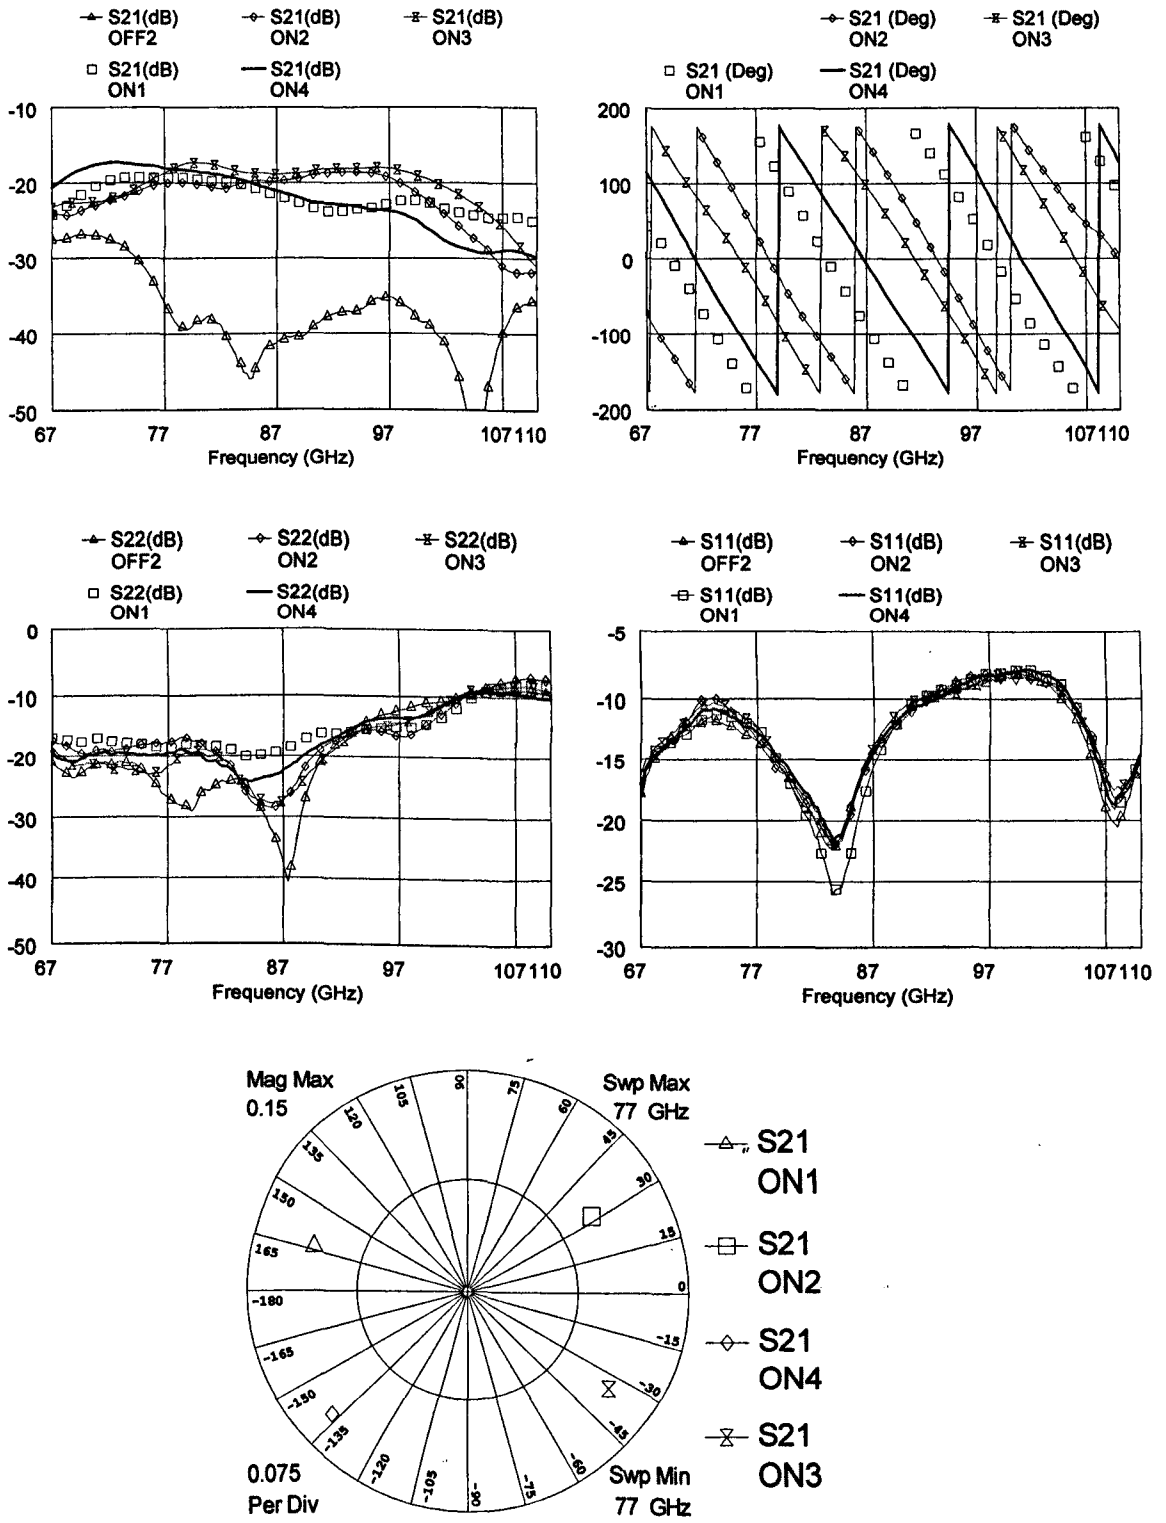 S21(dB) S21(dB) S21(dB)
OFF2 ON2 ON3
S21(dB) S21(dB)
ON1 ON4
-10
-20
-30
-40
-50
67 77 87 97 107 110
Frequency (GHz)
S21 (Deg) S21 (Deg)
ON2 ON3
S21 (Deg) S21 (Deg)
ON1 ON4
200
100
0
-100
-200
67 77 87 97 107 110
Frequency (GHz)
S22(dB) S22(dB) S22(dB)
OFF2 ON2 ON3
S22(dB) S22(dB)
ON1 ON4
0
-10
-20
-30
-40
-50
67 77 87 97 107 110
Frequency (GHz)
S11(dB) S11(dB) S11(dB)
OFF2 ON2 ON3
S11(dB) S11(dB)
ON1 ON4
-5
-10
-15
-20
-25
-30
67 77 87 97 107 110
Frequency (GHz)
Mag Max
0.15
Swp Max
77 GHz
90
75
60
45
30
15
0
-15
-30
-45
-60
-75
-90
-105
-120
-135
-150
-165
-180
165
150
135
120
105
0.075
Per Div
Swp Min
77 GHz
S21
ON1
S21
ON2
S21
ON4
S21
ON3